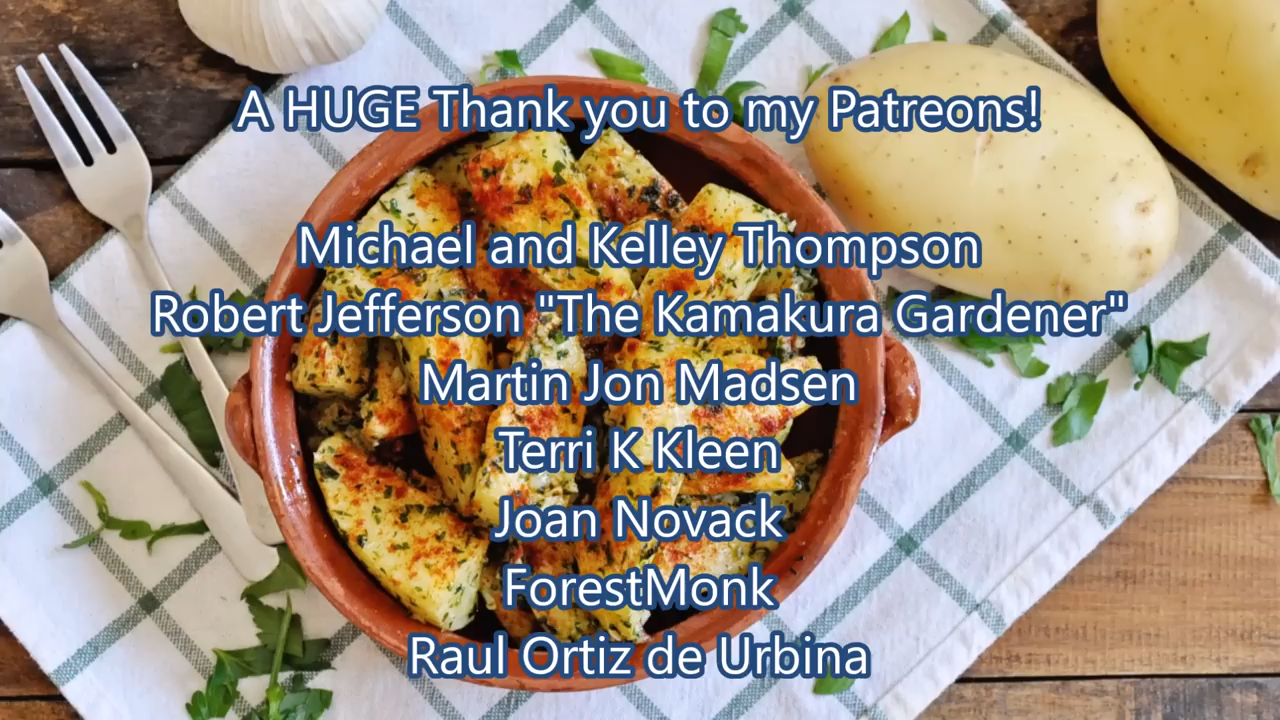 A HUGE Thank you to my Patreons!
Michael and Kelley Thompson
Robert Jefferson "The Kamakura Gardener"
Martin Jon Madsen
Terri K Kleen
Joan Novack
ForestMonk
Raul Ortiz de Urbina